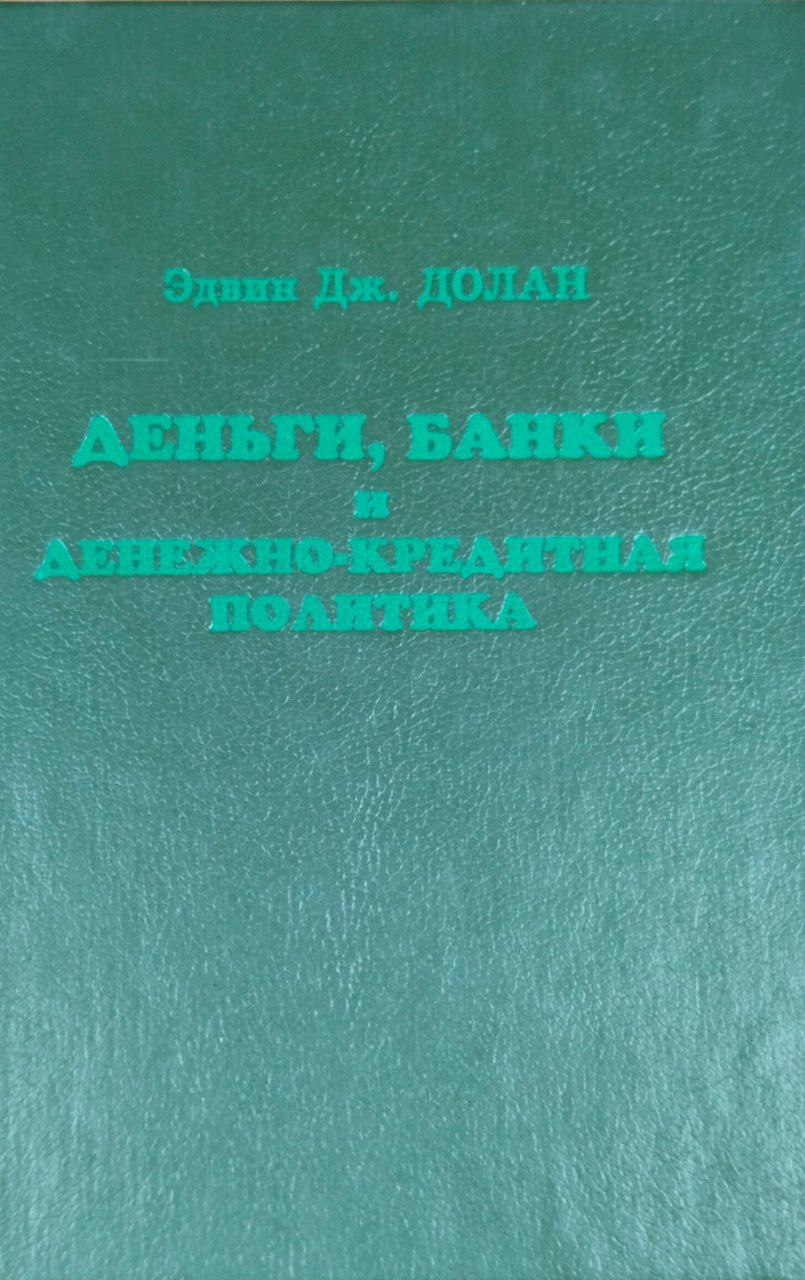 Эдвин Дж. ДОЛАН
ДЕНЬГИ, БАНКИ
и
ДЕНЕЖНО-КРЕДИТНАЯ
ПОЛИТИКА